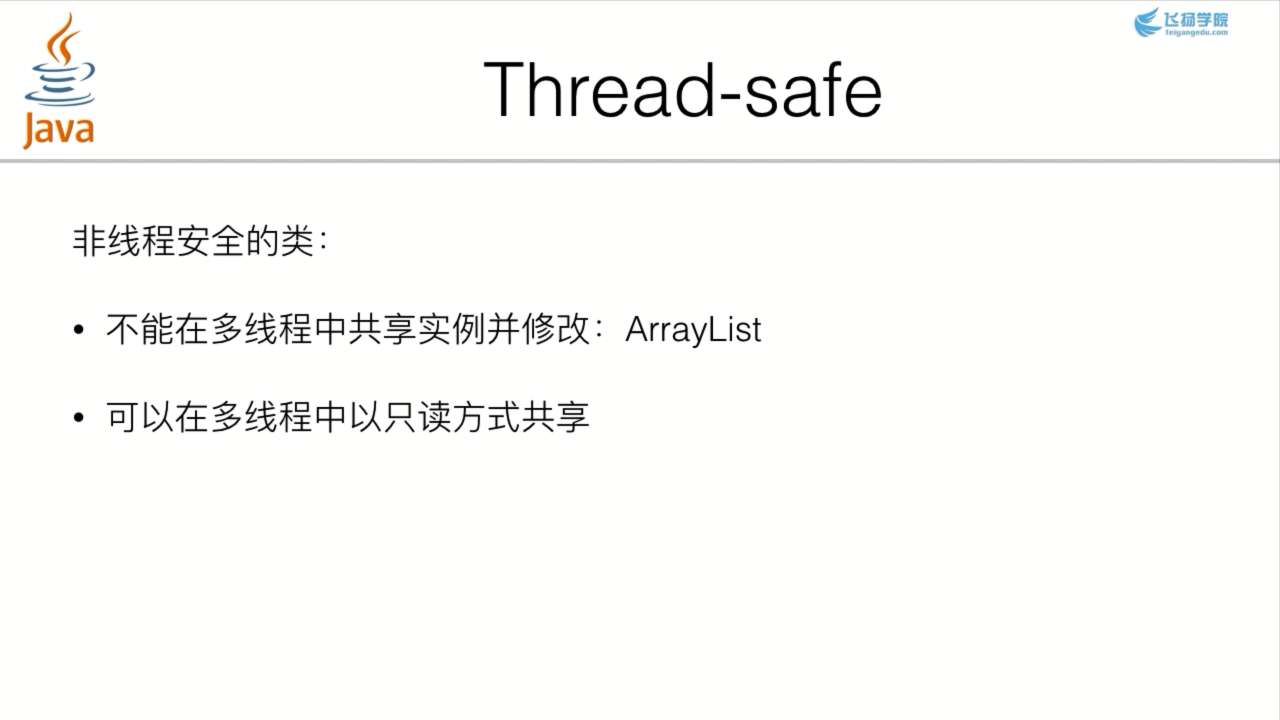 飞扬学院
feiyangedu.com
Java
Thread-safe
非线程安全的类：
• 不能在多线程中共享实例并修改：ArrayList
• 可以在多线程中以只读方式共享